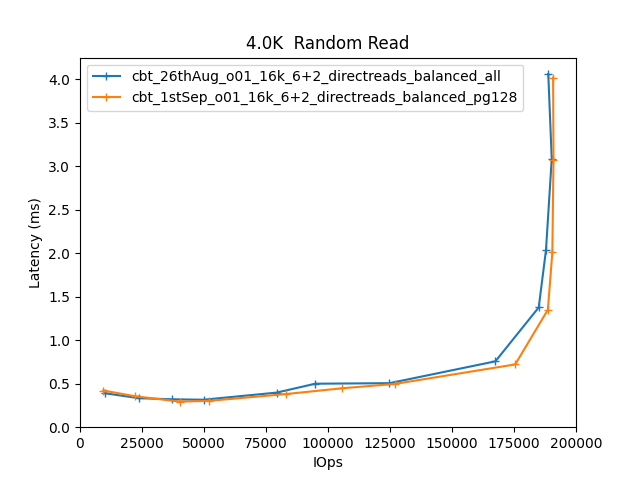 4.0K  Random Read
cbt_26thAug_o01_16k_6+2_directreads_balanced_all
cbt_1stSep_o01_16k_6+2_directreads_balanced_pg128
Latency (ms)
4.0
3.5
3.0
2.5
2.0
1.5
1.0
0.5
0.0
0 25000 50000 75000 100000 125000 150000 175000 200000
IOps